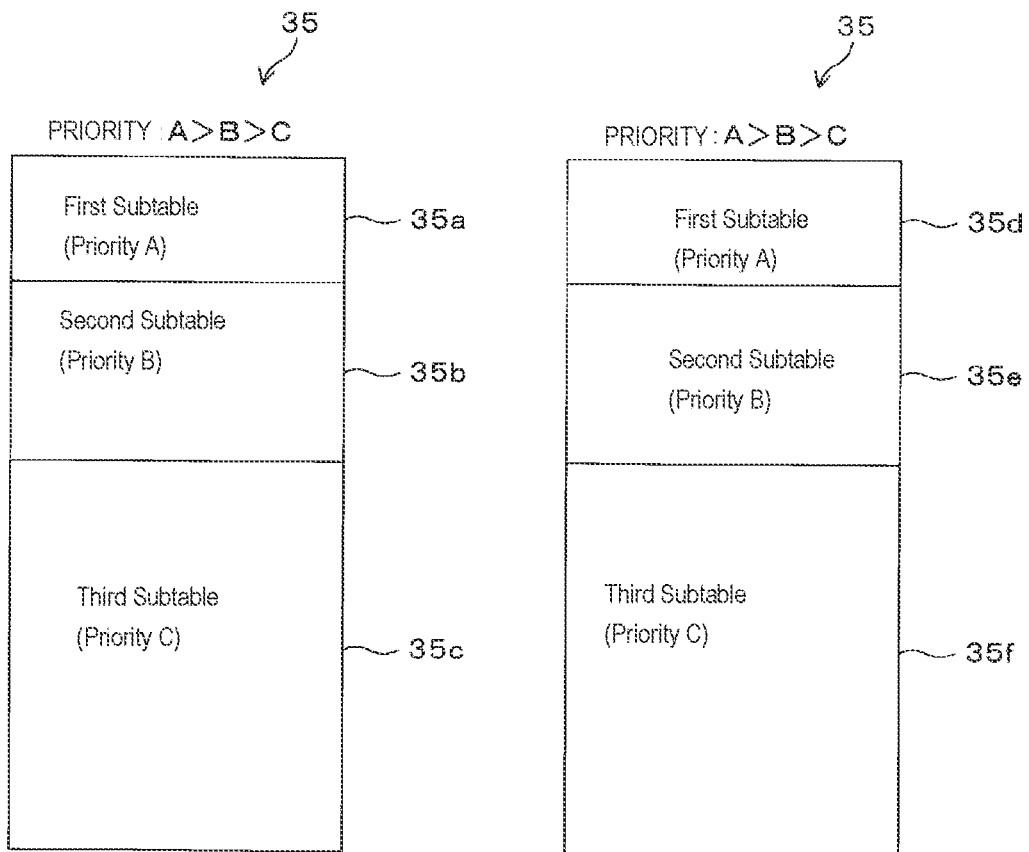 35
PRIORITY : A>B>C
First Subtable
(Priority A)
35a
Second Subtable
(Priority B)
35b
Third Subtable
(Priority C)
35c
35
PRIORITY : A>B>C
First Subtable
(Priority A)
35d
Second Subtable
(Priority B)
35e
Third Subtable
(Priority C)
35f